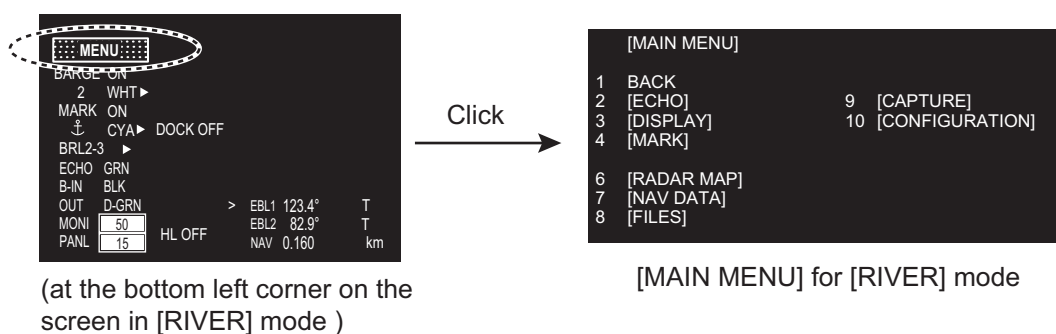 MENU
BARGE ON
2 WHT
MARK ON
CYA DOCK OFF
BRL2-3
ECHO GRN
B-IN BLK
OUT D-GRN > EBL1 123.4° T
MONI 50 HL OFF EBL2 82.9° T
PANL 15 NAV 0.160 km
(at the bottom left corner on the
screen in [RIVER] mode )
Click
[MAIN MENU]
1 BACK
2 [ECHO] 9 [CAPTURE]
3 [DISPLAY] 10 [CONFIGURATION]
4 [MARK]
6 [RADAR MAP]
7 [NAV DATA]
8 [FILES]
[MAIN MENU] for [RIVER] mode